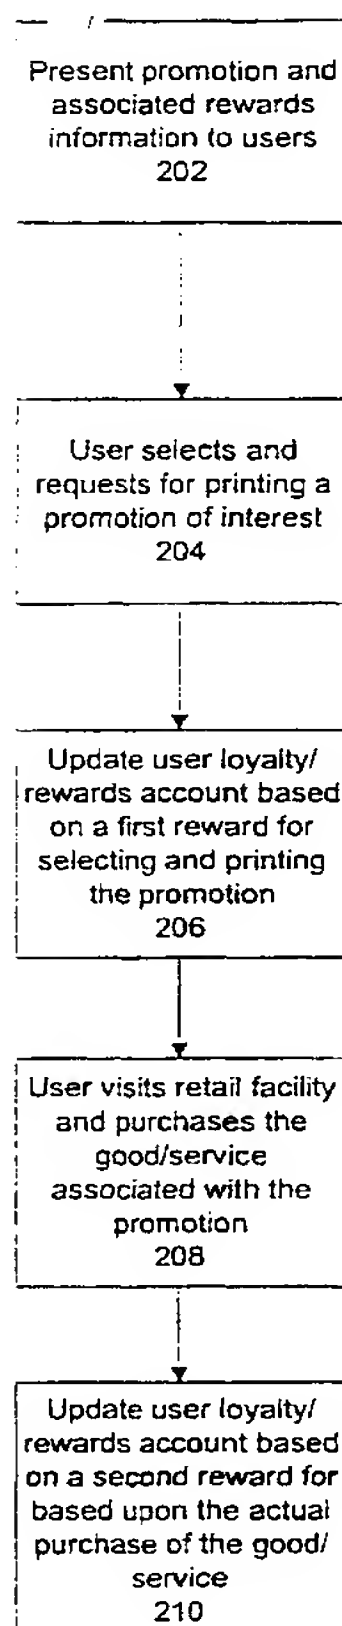 Present promotion and
associated rewards
information to users
202
User selects and
requests for printing a
promotion of interest
204
Update user loyalty/
rewards account based
on a first reward for
selecting and printing
the promotion
206
User visits retail facility
and purchases the
good/service
associated with the
promotion
208
Update user loyalty/
rewards account based
on a second reward for
based upon the actual
purchase of the good/
service
210